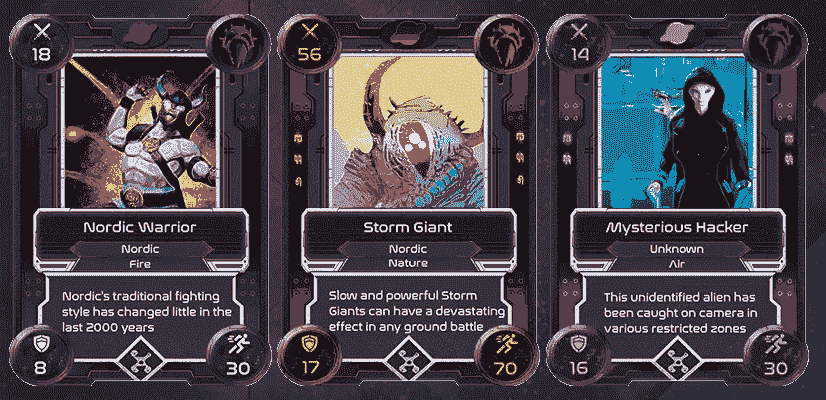 18
Nordic Warrior
Nordic
Fire
Nordic's traditional fighting
style has changed little in the
last 2000 years
8
30
56
Storm Giant
Nordic
Nature
Slow and powerful Storm
Giants can have a devastating
effect in any ground battle
17
70
14
Mysterious Hacker
Unknown
Air
This unidentified alien has
been caught on camera in
various restricted zones
16
30